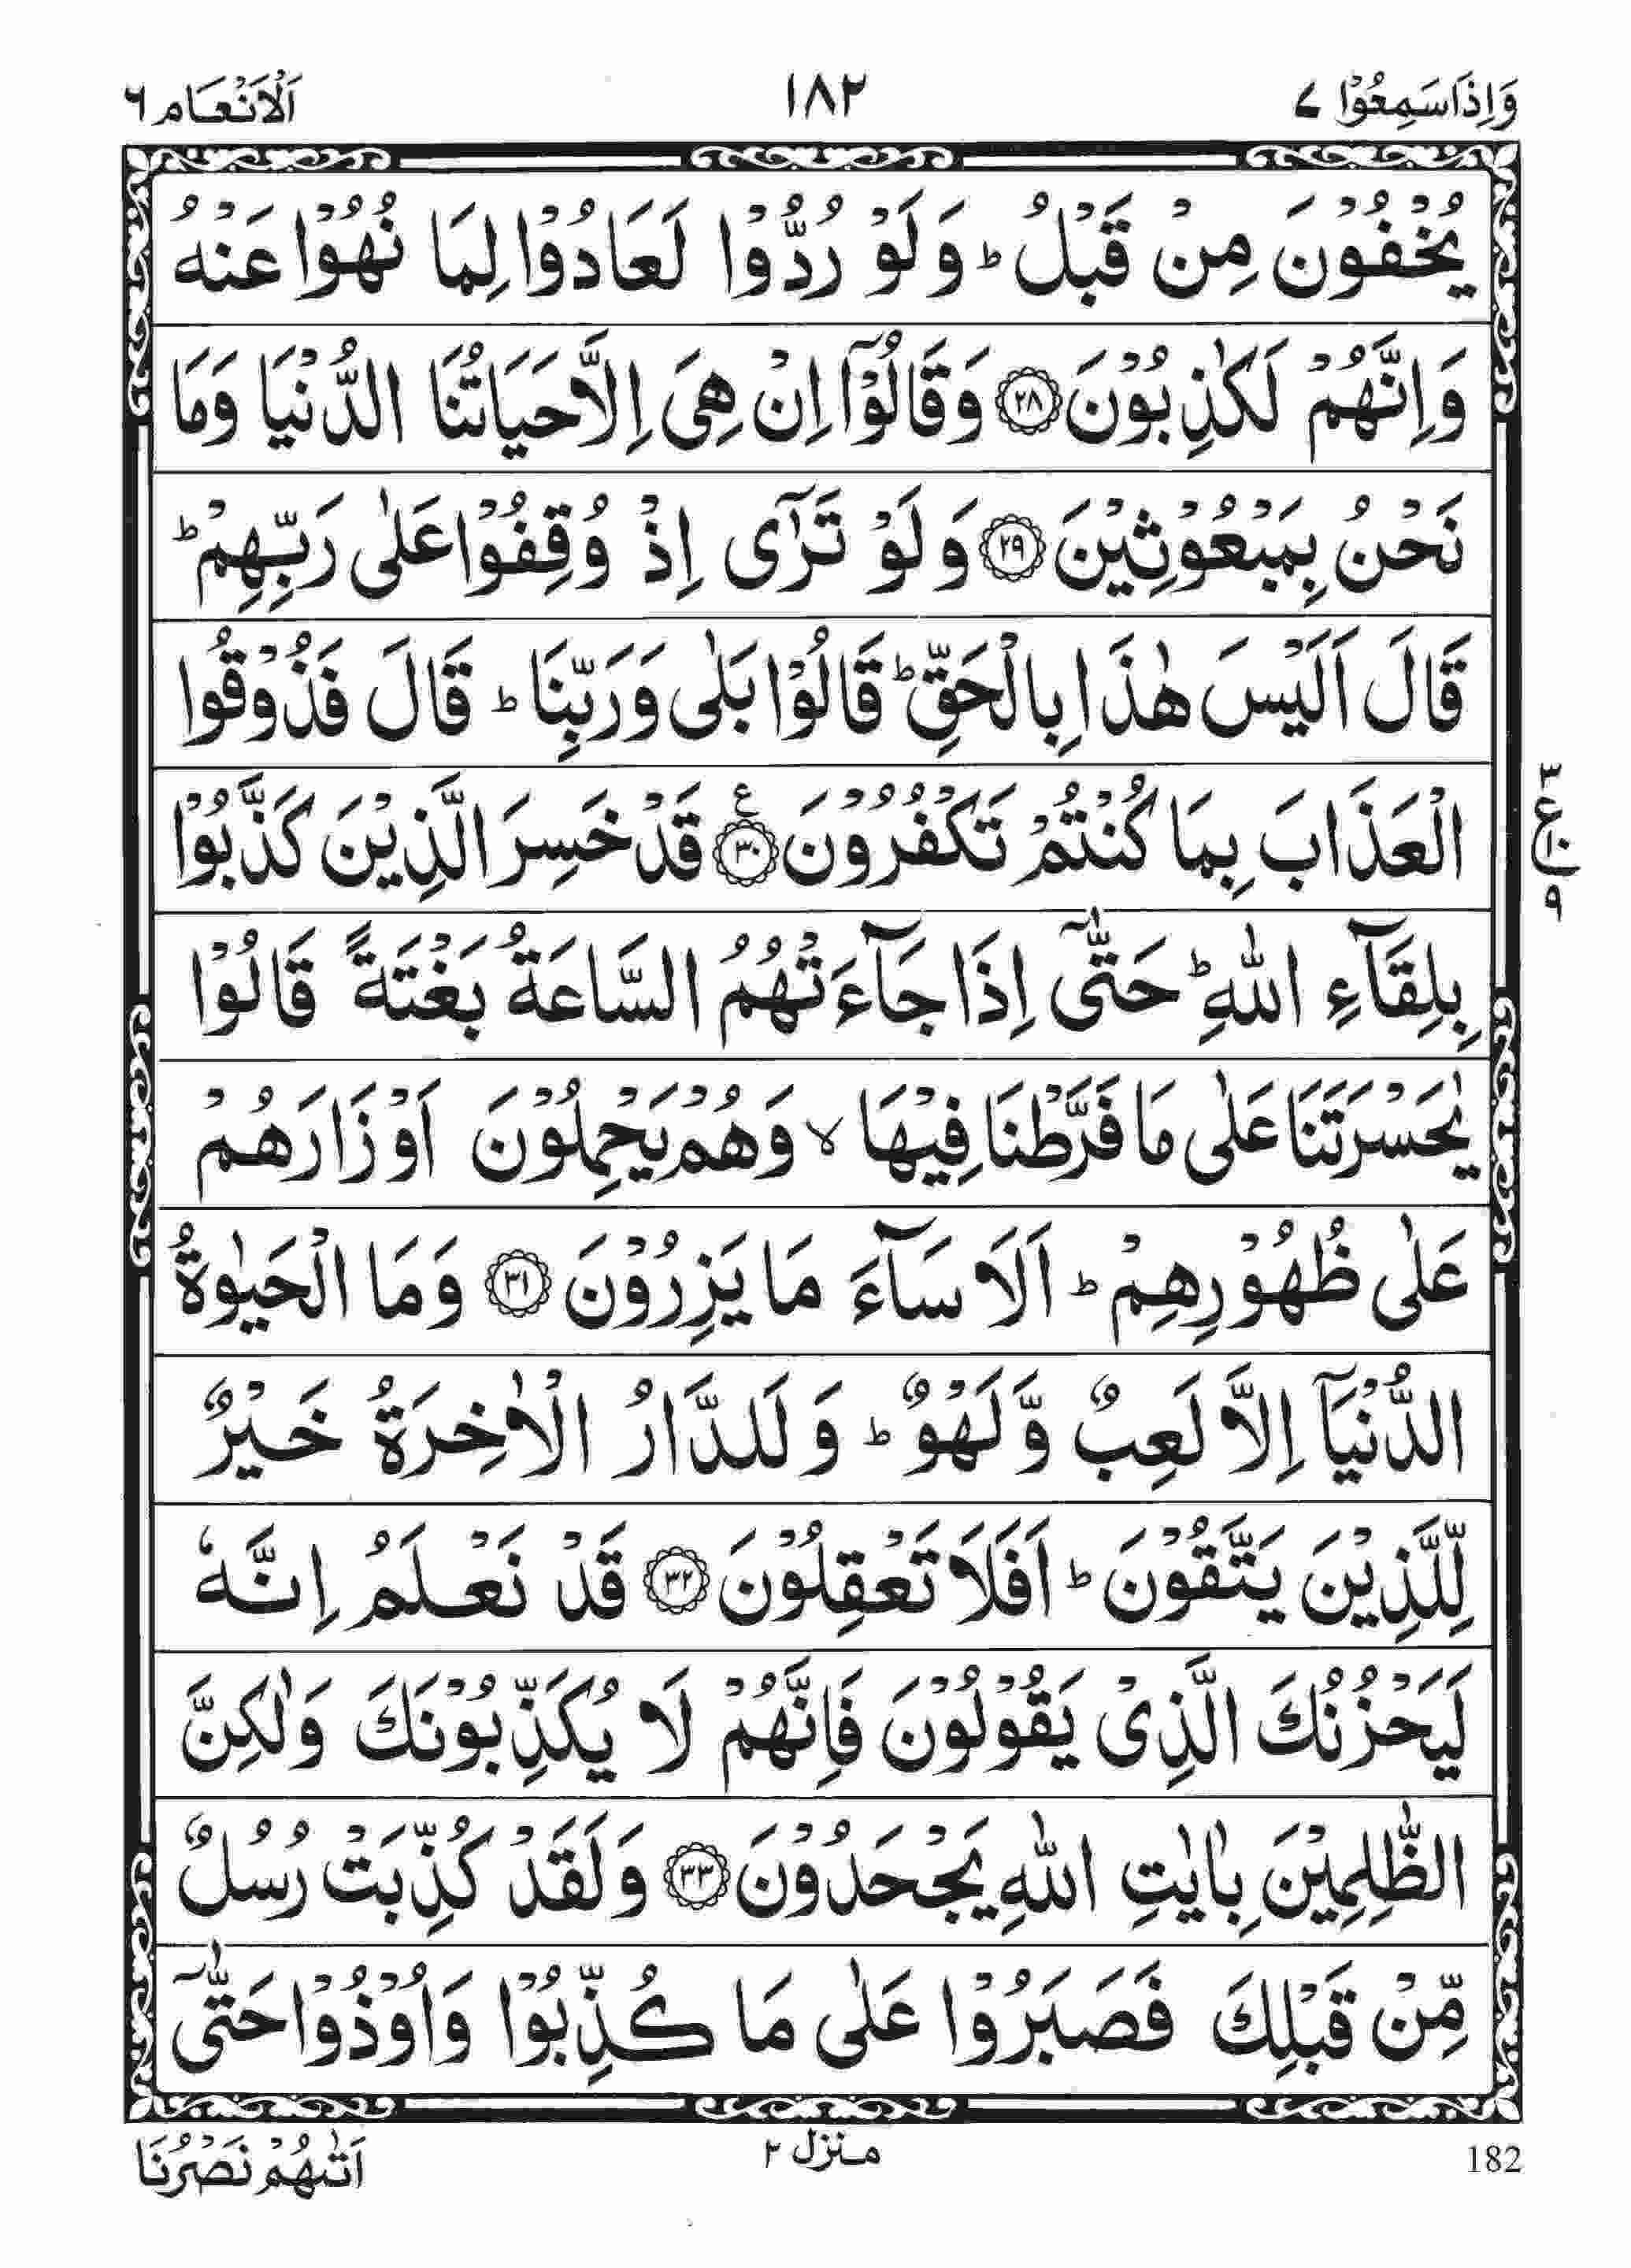 وَاِذَا سَمِعُوْا ٧ ١٨٢ اَلْاَنْعَام ٦
يُخْفُوْنَ مِنْ قَبْلُ ؕ وَ لَوْ رُدُّوْا لَعَادُوْا لِمَا نُهُوْا عَنْهُ
وَاِنَّهُمْ لَكٰذِبُوْنَ ٢٨ وَقَالُوْۤا اِنْ هِىَ اِلَّا حَيَاتُنَا الدُّنْيَا وَمَا
نَحْنُ بِمَبْعُوْثِيْنَ ٢٩ وَ لَوْ تَرٰٓى اِذْ وُقِفُوْا عَلٰى رَبِّهِمْ ؕ
قَالَ اَلَيْسَ هٰذَا بِالْحَقِّ ؕ قَالُوْا بَلٰى وَرَبِّنَا ؕ قَالَ فَذُوْقُوا
الْعَذَابَ بِمَا كُنْتُمْ تَكْفُرُوْنَ ٣٠ ع قَدْ خَسِرَ الَّذِيْنَ كَذَّبُوْا
٣ ع ١٠ ٩
بِلِقَآءِ اللّٰهِ ؕ حَتّٰۤى اِذَا جَآءَتْهُمُ السَّاعَةُ بَغْتَةً قَالُوْا
يٰحَسْرَتَنَا عَلٰى مَا فَرَّطْنَا فِيْهَا ۙ وَهُمْ يَحْمِلُوْنَ اَوْزَارَهُمْ
عَلٰى ظُهُوْرِهِمْ ؕ اَلَا سَآءَ مَا يَزِرُوْنَ ٣١ وَمَا الْحَيٰوةُ
الدُّنْيَاۤ اِلَّا لَعِبٌ وَّ لَهْوٌ ؕ وَ لَلدَّارُ الْاٰخِرَةُ خَيْرٌ
لِّلَّذِيْنَ يَتَّقُوْنَ ؕ اَفَلَا تَعْقِلُوْنَ ٣٢ قَدْ نَعْلَمُ اِنَّهٗ
لَيَحْزُنُكَ الَّذِىْ يَقُوْلُوْنَ فَاِنَّهُمْ لَا يُكَذِّبُوْنَكَ وَلٰكِنَّ
الظّٰلِمِيْنَ بِاٰيٰتِ اللّٰهِ يَجْحَدُوْنَ ٣٣ وَلَقَدْ كُذِّبَتْ رُسُلٌ
مِّنْ قَبْلِكَ فَصَبَرُوْا عَلٰى مَا كُذِّبُوْا وَاُوْذُوْا حَتّٰۤى
182 منزل ٢ اَتٰىهُمْ نَصْرُنَا